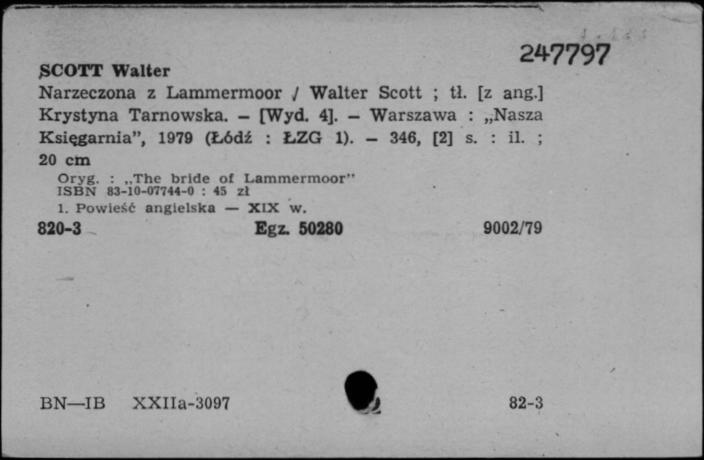 247797
SCOTT Walter
Narzeczona z Lammermoor / Walter Scott ; tł. [z ang.]
Krystyna Tarnowska. – [Wyd. 4]. – Warszawa : „Nasza
Księgarnia”, 1979 (Łódź : ŁZG 1). – 346, [2] s. : il. ;
20 cm
Oryg. : „The bride of Lammermoor”
ISBN 83-10-07744-0 : 45 zł
1. Powieść angielska — XIX w.
820-3 Egz. 50280 9002/79
BN—IB XXIIa-3097 82-3